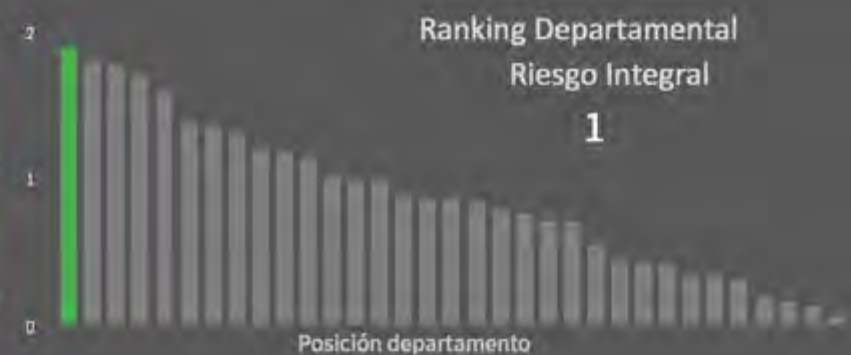 Ranking Departamental
Riesgo Integral
1
2
1
0
Posición departamento